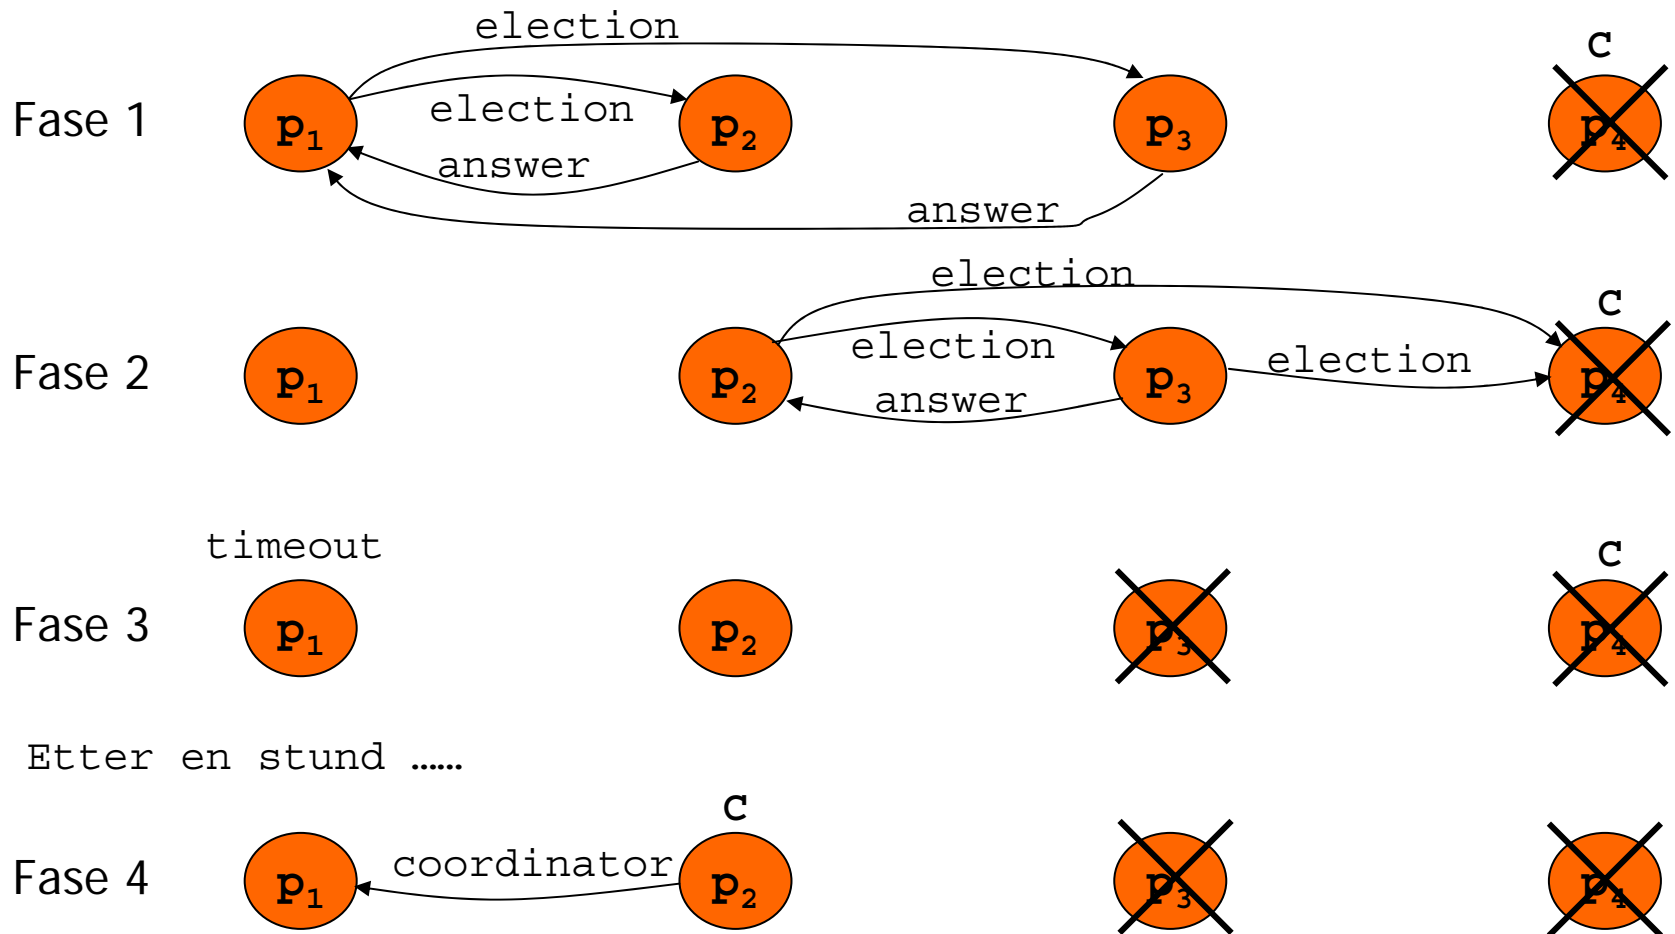 election
C
Fase 1 p1 election p2 p3 p4
answer
answer
election
C
Fase 2 p1 p2 election p3 election p4
answer
timeout C
Fase 3 p1 p2 p3 p4
Etter en stund ......
C
Fase 4 p1 coordinator p2 p3 p4